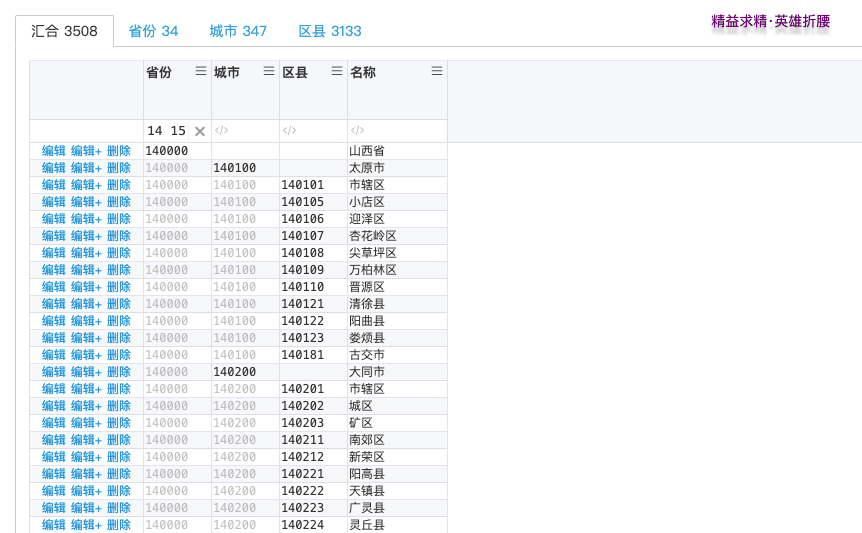 精益求精·英雄折腰
汇合 3508 省份 34 城市 347 区县 3133
省份 城市 区县 名称
14 15 ✕ </> </> </>
编辑 编辑+ 删除 140000 山西省
编辑 编辑+ 删除 140000 140100 太原市
编辑 编辑+ 删除 140000 140100 140101 市辖区
编辑 编辑+ 删除 140000 140100 140105 小店区
编辑 编辑+ 删除 140000 140100 140106 迎泽区
编辑 编辑+ 删除 140000 140100 140107 杏花岭区
编辑 编辑+ 删除 140000 140100 140108 尖草坪区
编辑 编辑+ 删除 140000 140100 140109 万柏林区
编辑 编辑+ 删除 140000 140100 140110 晋源区
编辑 编辑+ 删除 140000 140100 140121 清徐县
编辑 编辑+ 删除 140000 140100 140122 阳曲县
编辑 编辑+ 删除 140000 140100 140123 娄烦县
编辑 编辑+ 删除 140000 140100 140181 古交市
编辑 编辑+ 删除 140000 140200 大同市
编辑 编辑+ 删除 140000 140200 140201 市辖区
编辑 编辑+ 删除 140000 140200 140202 城区
编辑 编辑+ 删除 140000 140200 140203 矿区
编辑 编辑+ 删除 140000 140200 140211 南郊区
编辑 编辑+ 删除 140000 140200 140212 新荣区
编辑 编辑+ 删除 140000 140200 140221 阳高县
编辑 编辑+ 删除 140000 140200 140222 天镇县
编辑 编辑+ 删除 140000 140200 140223 广灵县
编辑 编辑+ 删除 140000 140200 140224 灵丘县